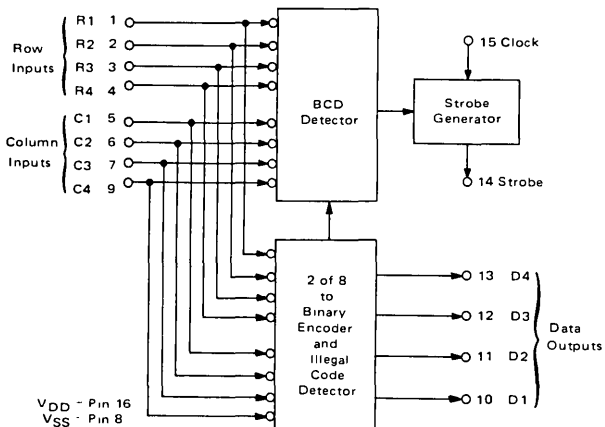 Row
Inputs
R1 1
R2 2
R3 3
R4 4
Column
Inputs
C1 5
C2 6
C3 7
C4 9
BCD
Detector
15 Clock
Strobe
Generator
14 Strobe
2 of 8
to
Binary
Encoder
and
Illegal
Code
Detector
13 D4
12 D3
11 D2
10 D1
Data
Outputs
VDD - Pin 16
VSS - Pin 8